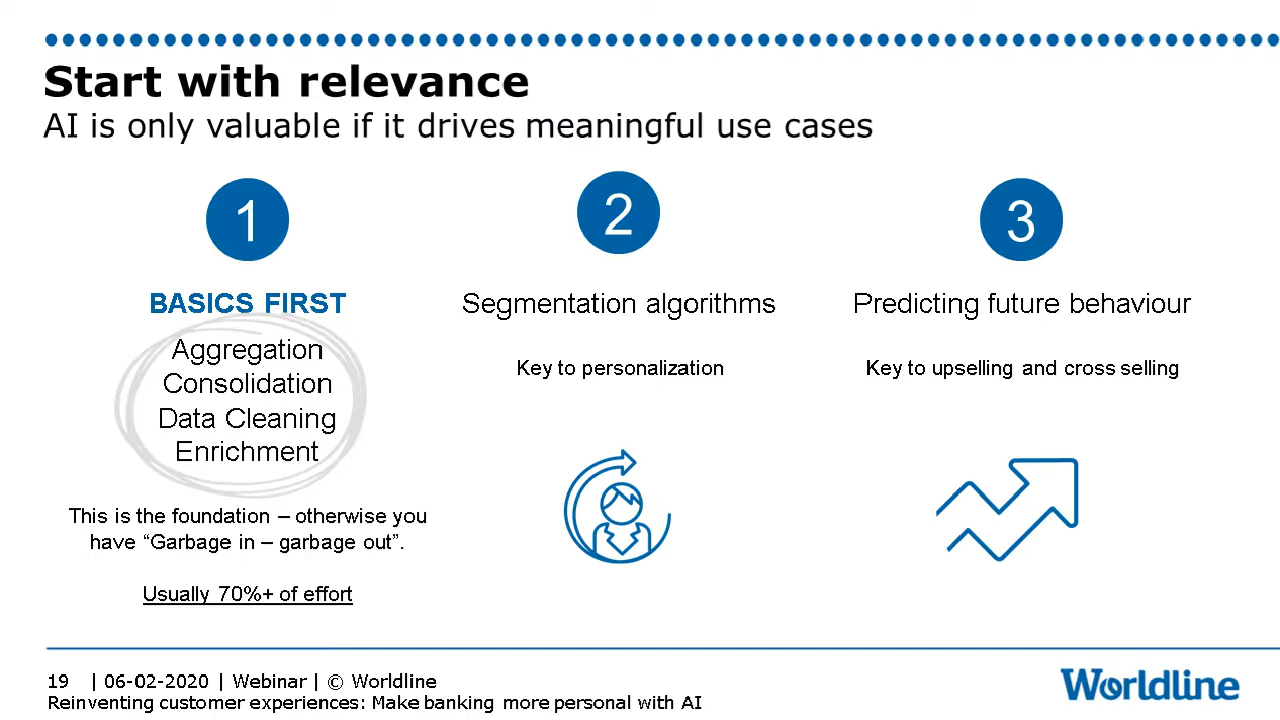 Start with relevance
AI is only valuable if it drives meaningful use cases
1
BASICS FIRST
Aggregation
Consolidation
Data Cleaning
Enrichment
This is the foundation – otherwise you
have “Garbage in – garbage out”.
Usually 70%+ of effort
2
Segmentation algorithms
Key to personalization
3
Predicting future behaviour
Key to upselling and cross selling
19 | 06-02-2020 | Webinar | © Worldline
Reinventing customer experiences: Make banking more personal with AI
Worldline